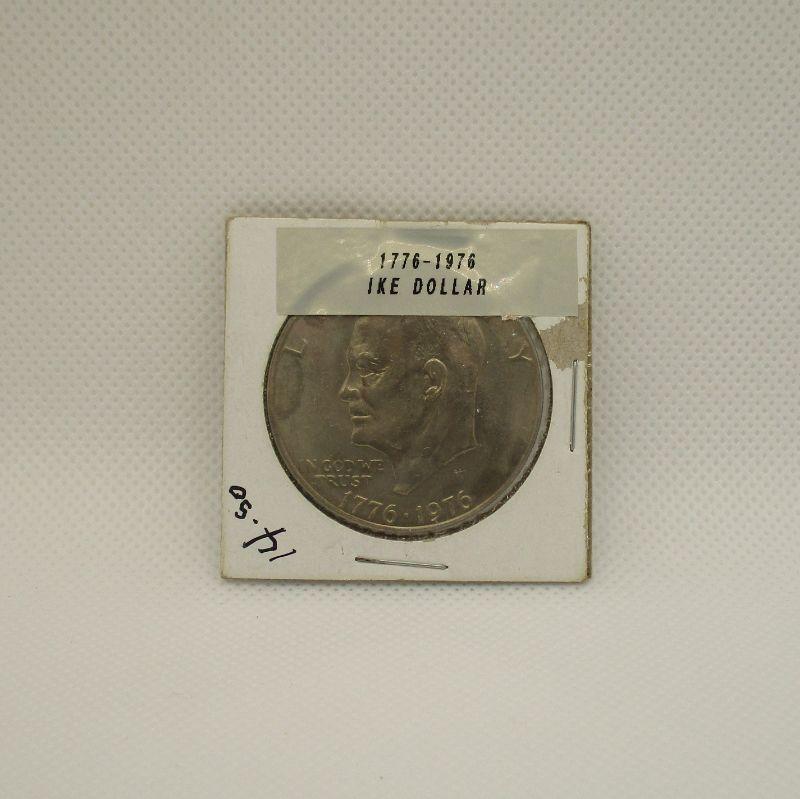 1776-1976
IKE DOLLAR
L Y
IN GOD WE
TRUST
1776·1976
14.50